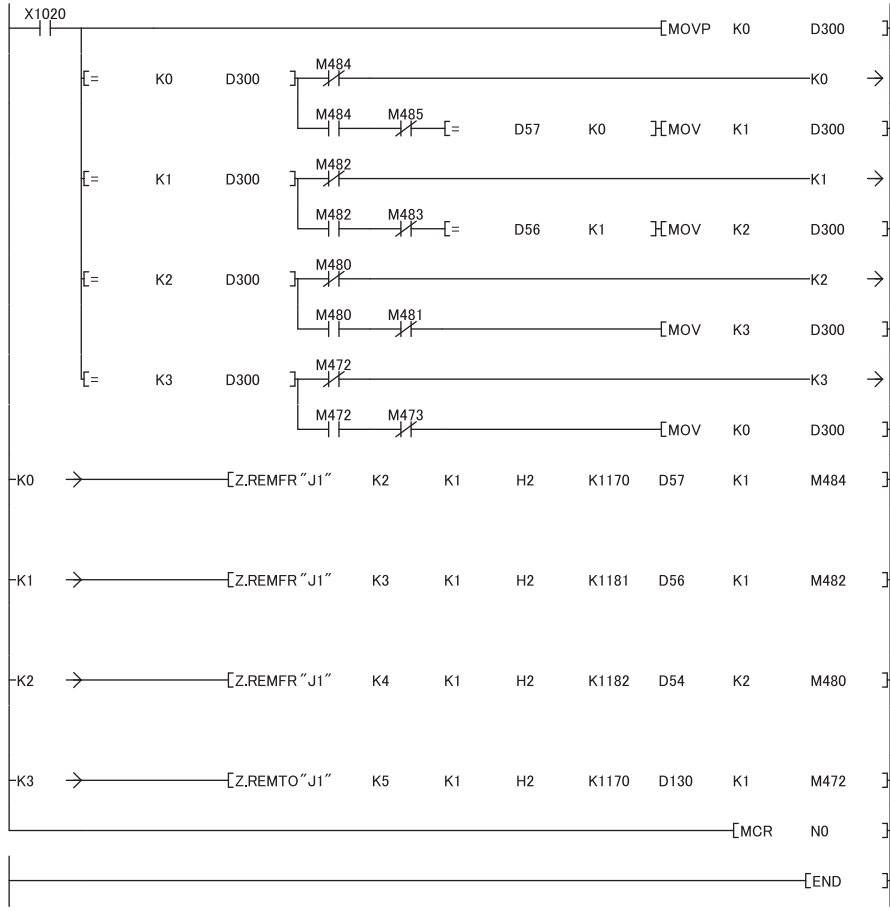 X1020
[MOVP K0 D300 ]
M484
[= K0 D300 ] K0
M484 M485
[= D57 K0 ] [MOV K1 D300 ]
M482
[= K1 D300 ] K1
M482 M483
[= D56 K1 ] [MOV K2 D300 ]
M480
[= K2 D300 ] K2
M480 M481
[MOV K3 D300 ]
M472
[= K3 D300 ] K3
M472 M473
[MOV K0 D300 ]
K0 [Z.REMFR "J1" K2 K1 H2 K1170 D57 K1 M484 ]
K1 [Z.REMFR "J1" K3 K1 H2 K1181 D56 K1 M482 ]
K2 [Z.REMFR "J1" K4 K1 H2 K1182 D54 K2 M480 ]
K3 [Z.REMTO "J1" K5 K1 H2 K1170 D130 K1 M472 ]
[MCR N0 ]
[END ]